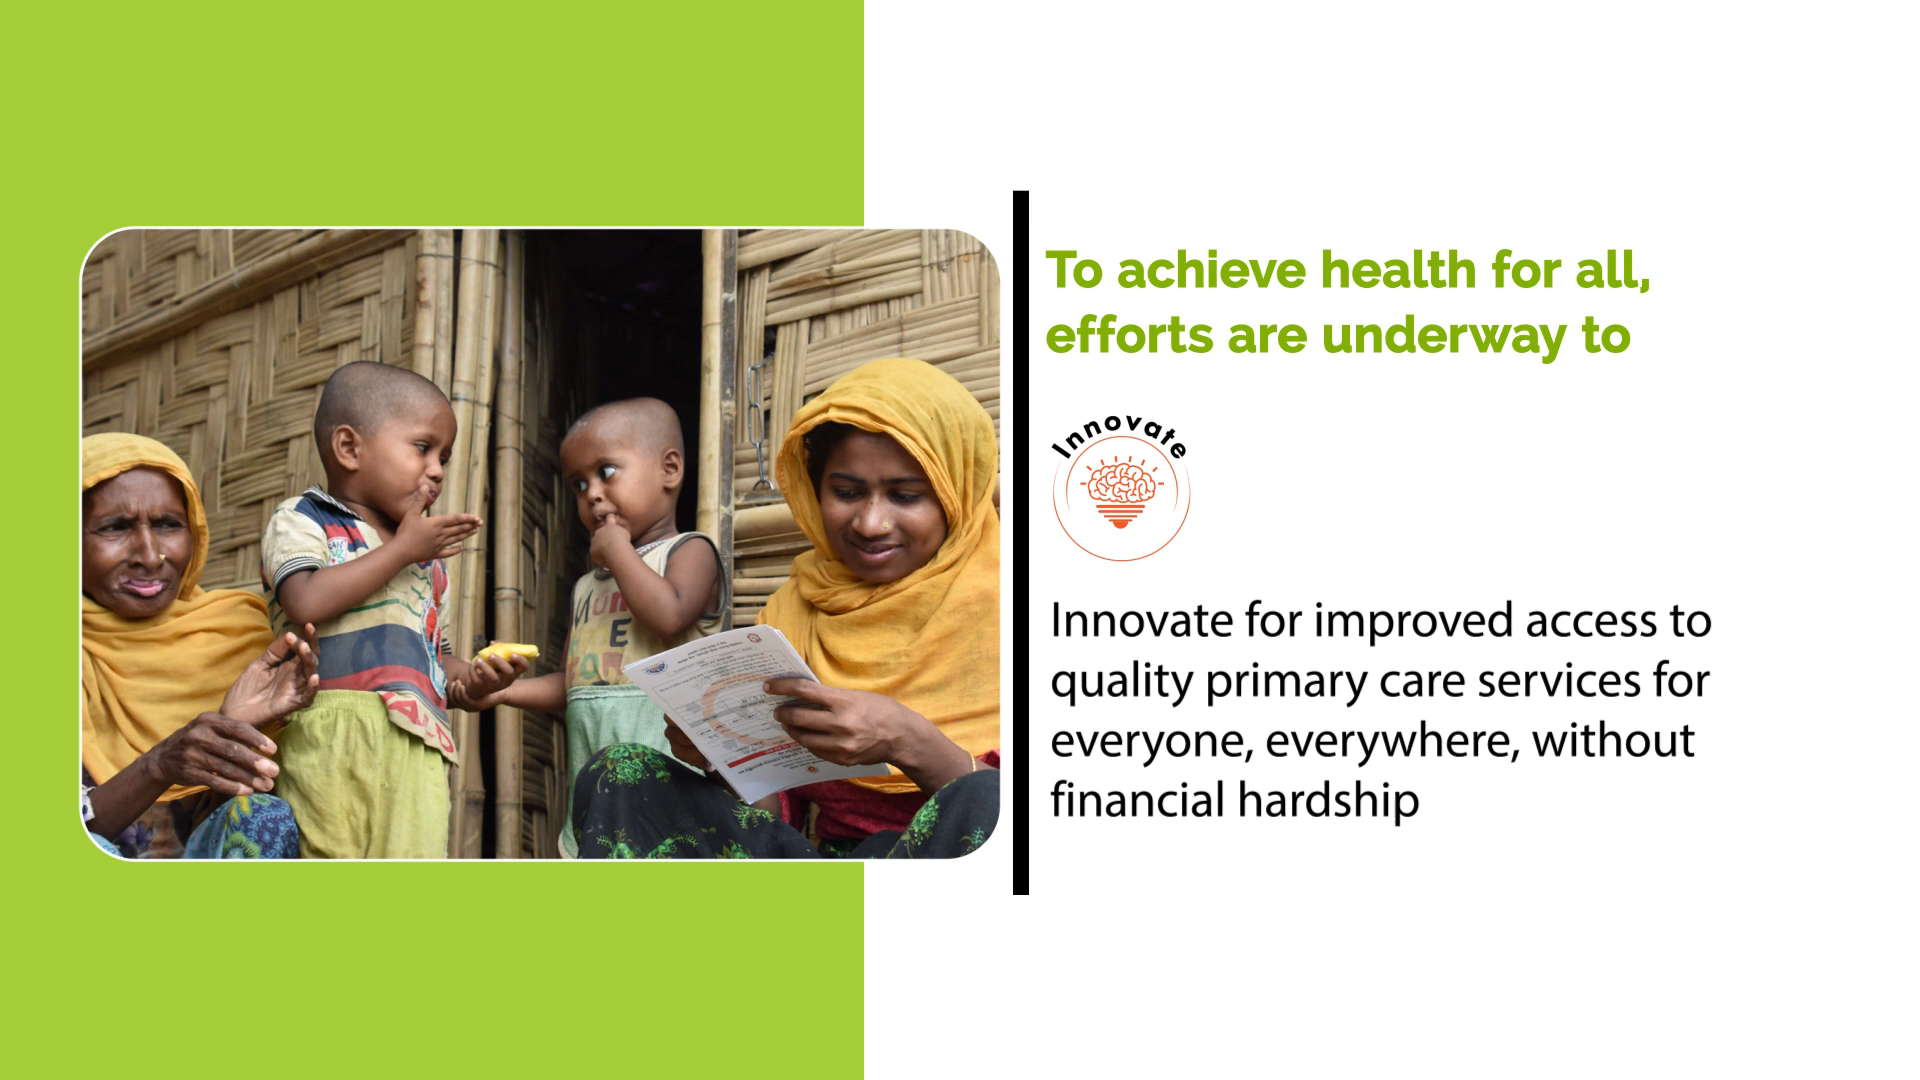 To achieve health for all,
efforts are underway to
Innovate
Innovate for improved access to
quality primary care services for
everyone, everywhere, without
financial hardship